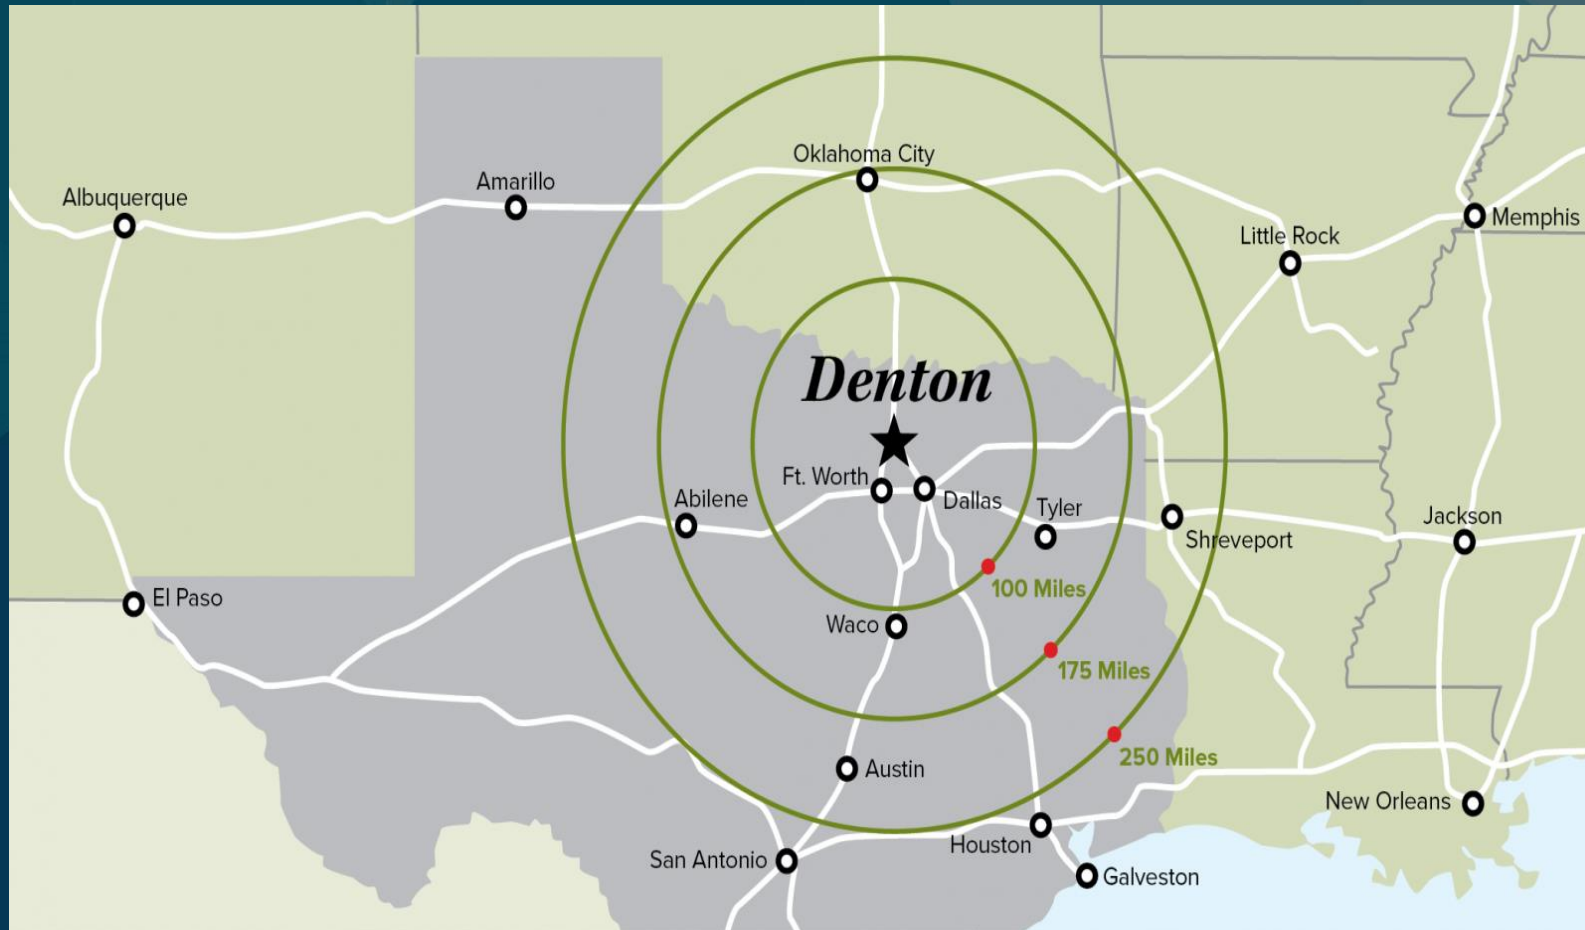 Oklahoma City
Amarillo
Albuquerque
Memphis
Little Rock
Denton
Ft. Worth
Abilene
Dallas
Tyler
Jackson
Shreveport
100 Miles
El Paso
Waco
175 Miles
250 Miles
Austin
New Orleans
Houston
San Antonio
Galveston